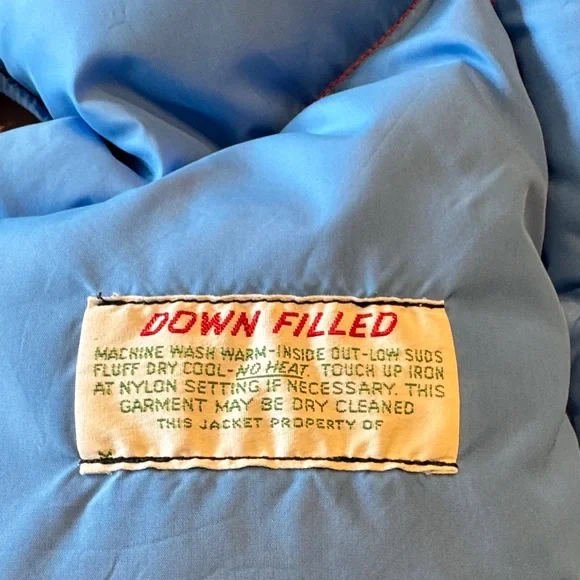 DOWN FILLED
MACHINE WASH WARM-INSIDE OUT-LOW SUDS
FLUFF DRY COOL-NO HEAT. TOUCH UP IRON
AT NYLON SETTING IF NECESSARY. THIS
GARMENT MAY BE DRY CLEANED
THIS JACKET PROPERTY OF